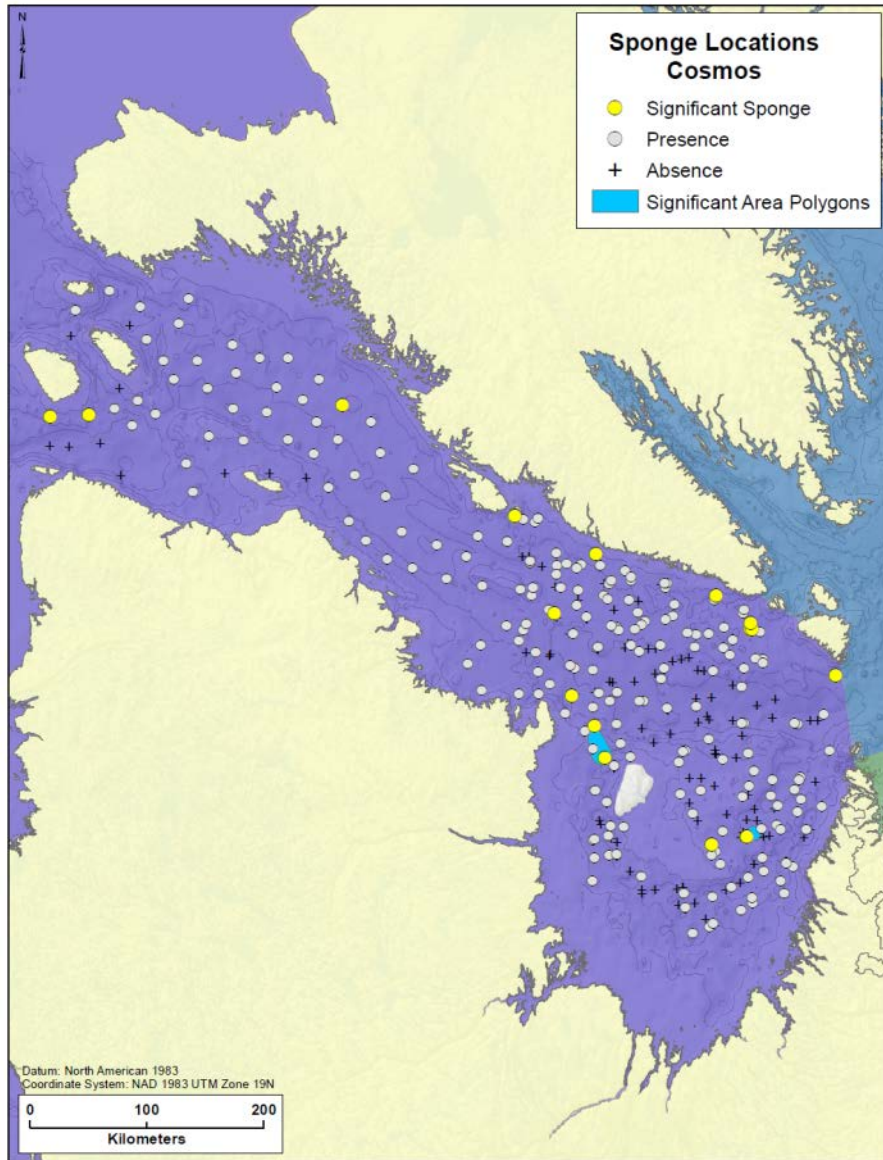 N
Sponge Locations
Cosmos
Significant Sponge
Presence
Absence
Significant Area Polygons
Datum: North American 1983
Coordinate System: NAD 1983 UTM Zone 19N
0 100 200
Kilometers